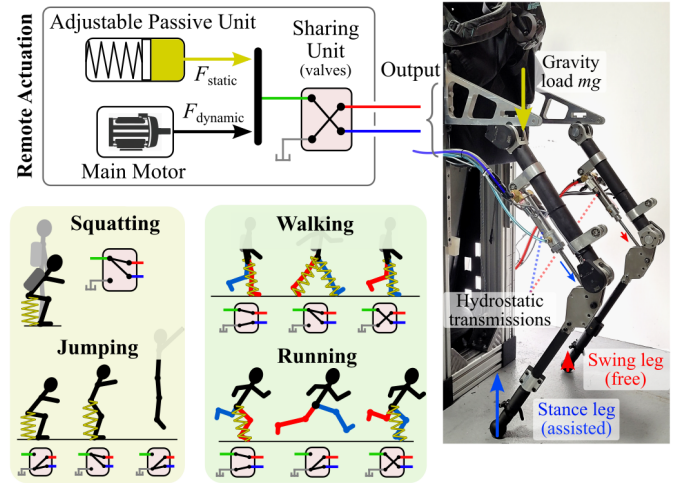 Remote Actuation
Adjustable Passive Unit
F_static
F_dynamic
Main Motor
Sharing
Unit
(valves)
Output
Gravity
load mg
Hydrostatic
transmissions
Swing leg
(free)
Stance leg
(assisted)
Squatting
Jumping
Walking
Running